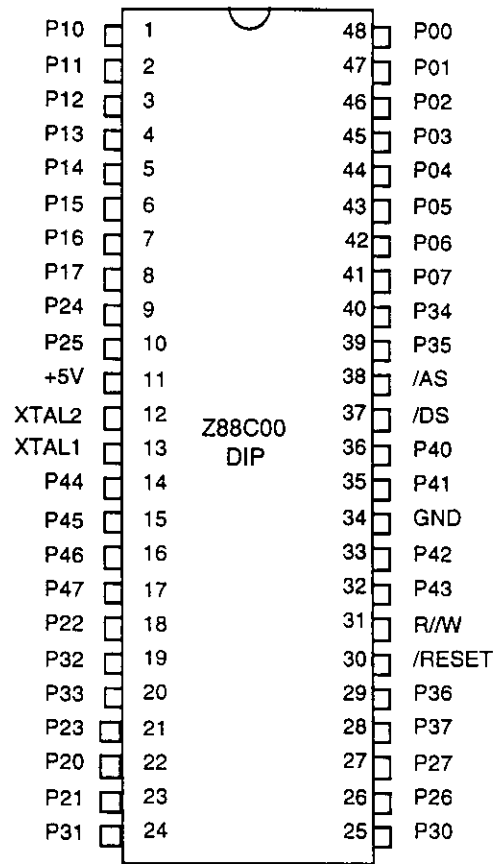 P10 1 48 P00
P11 2 47 P01
P12 3 46 P02
P13 4 45 P03
P14 5 44 P04
P15 6 43 P05
P16 7 42 P06
P17 8 41 P07
P24 9 40 P34
P25 10 39 P35
+5V 11 38 /AS
XTAL2 12 37 /DS
Z88C00
XTAL1 13 36 P40
DIP
P44 14 35 P41
P45 15 34 GND
P46 16 33 P42
P47 17 32 P43
P22 18 31 R//W
P32 19 30 /RESET
P33 20 29 P36
P23 21 28 P37
P20 22 27 P27
P21 23 26 P26
P31 24 25 P30